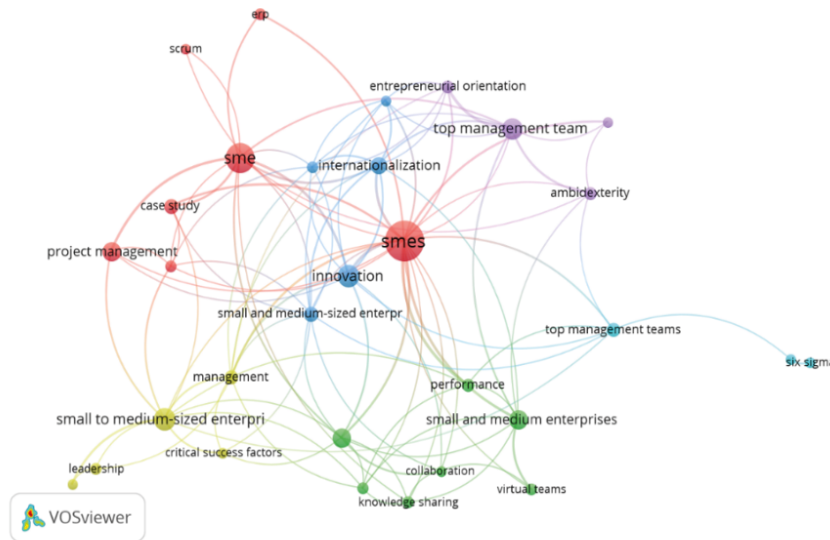 erp
scrum
entrepreneurial orientation
top management team
sme
internationalization
ambidexterity
case study
smes
project management
innovation
small and medium-sized enterpr
top management teams
six sigma
management
performance
small to medium-sized enterpri
small and medium enterprises
critical success factors
leadership
collaboration
virtual teams
knowledge sharing
VOSviewer